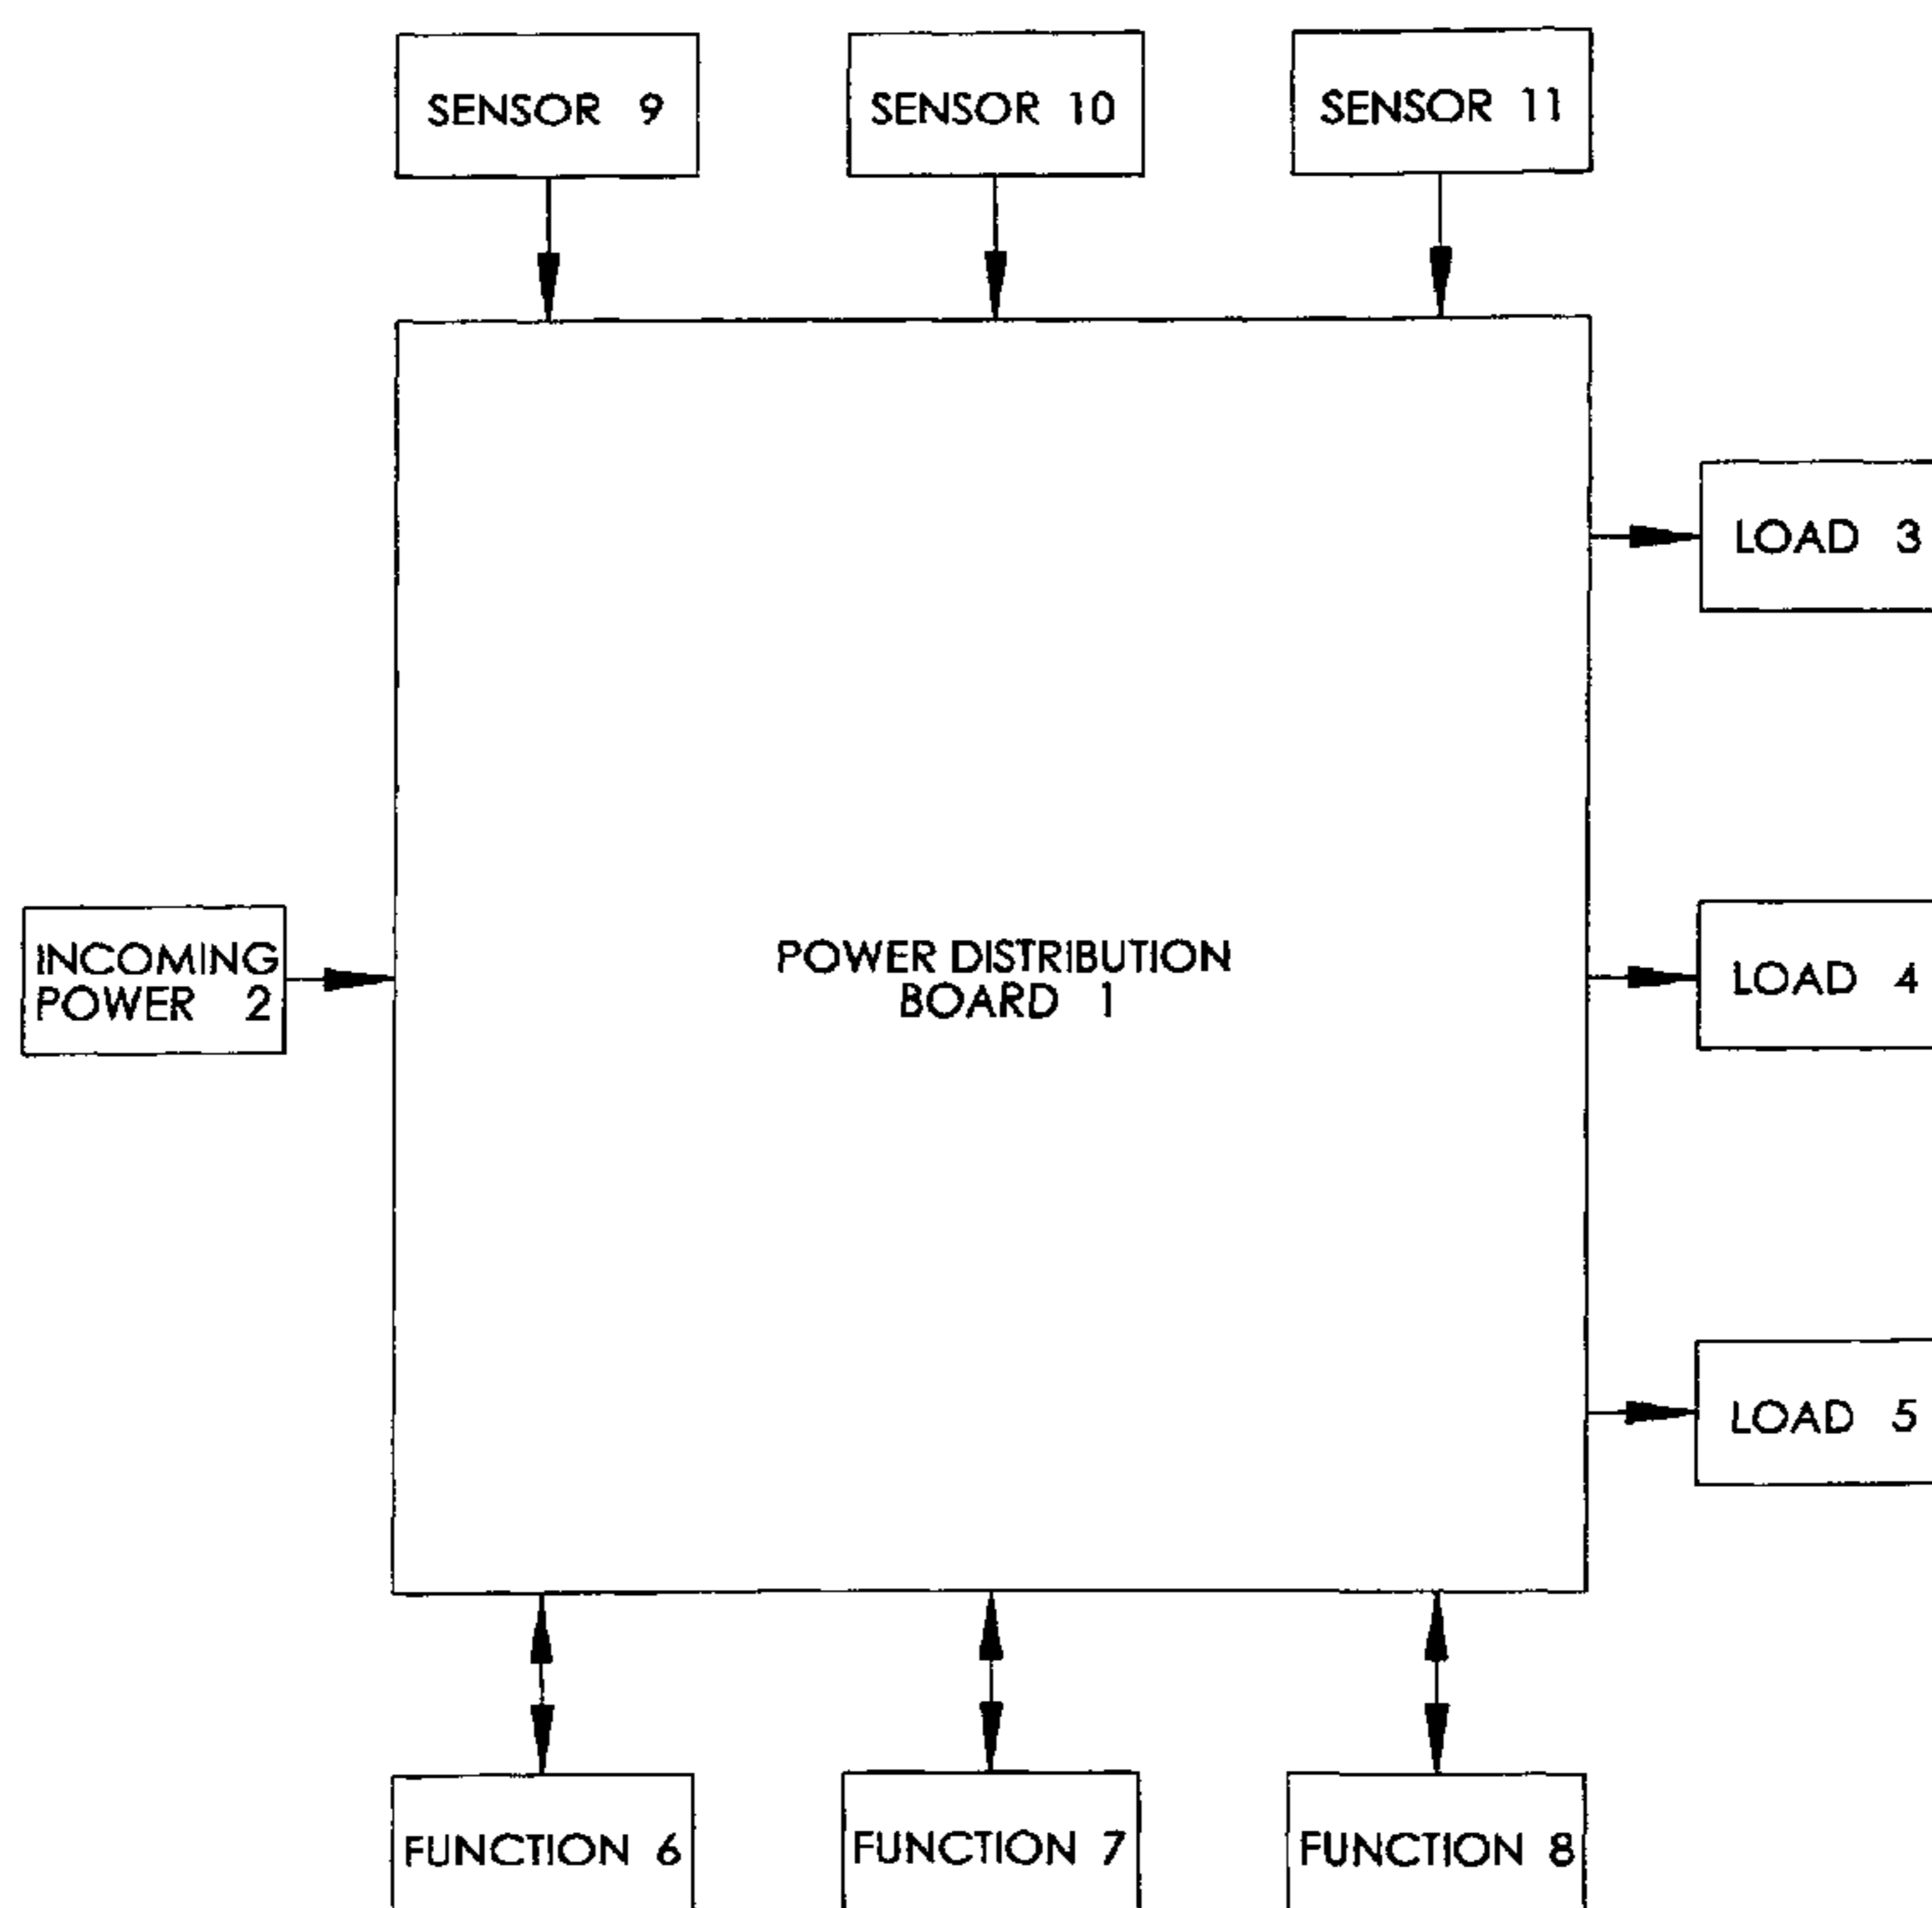 SENSOR 9
SENSOR 10
SENSOR 11
LOAD 3
INCOMING
POWER 2
POWER DISTRIBUTION
BOARD 1
LOAD 4
LOAD 5
FUNCTION 6
FUNCTION 7
FUNCTION 8